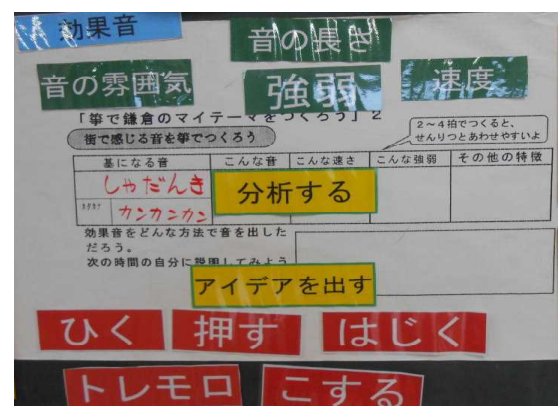 効果音
音の長さ
音の雰囲気
強弱
速度
「箏で鎌倉のマイテーマをつくろう」2
2～4拍でつくると、
せんりつとあわせやすいよ
街で感じる音を箏でつくろう
基になる音 こんな音 こんな速さ こんな強弱 その他の特徴
しゃだんき
カタカナ カンカンカン
分析する
効果音をどんな方法で音を出した
だろう。
次の時間の自分に説明してみよう
アイデアを出す
ひく 押す はじく
トレモロ こする